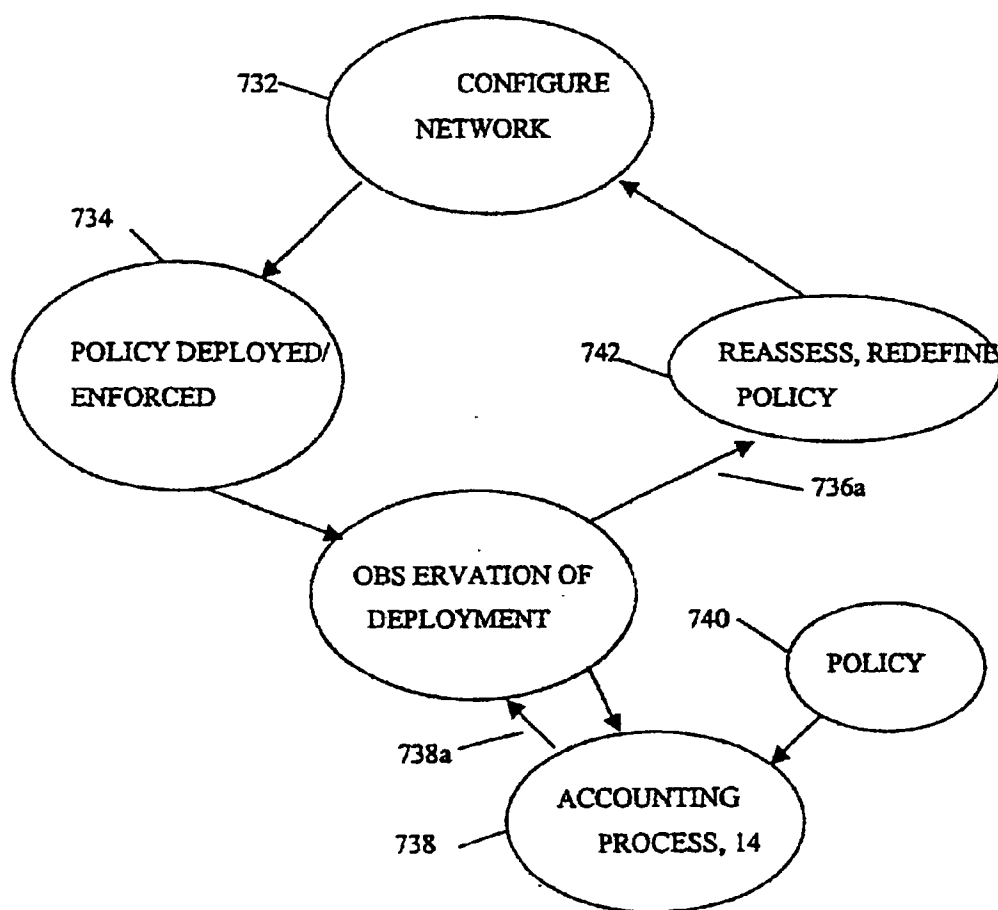 732
CONFIGURE
NETWORK
734
POLICY DEPLOYED/
ENFORCED
742
REASSESS, REDEFINE
POLICY
736a
OBS ERVATION OF
DEPLOYMENT
740
POLICY
738a
ACCOUNTING
PROCESS, 14
738